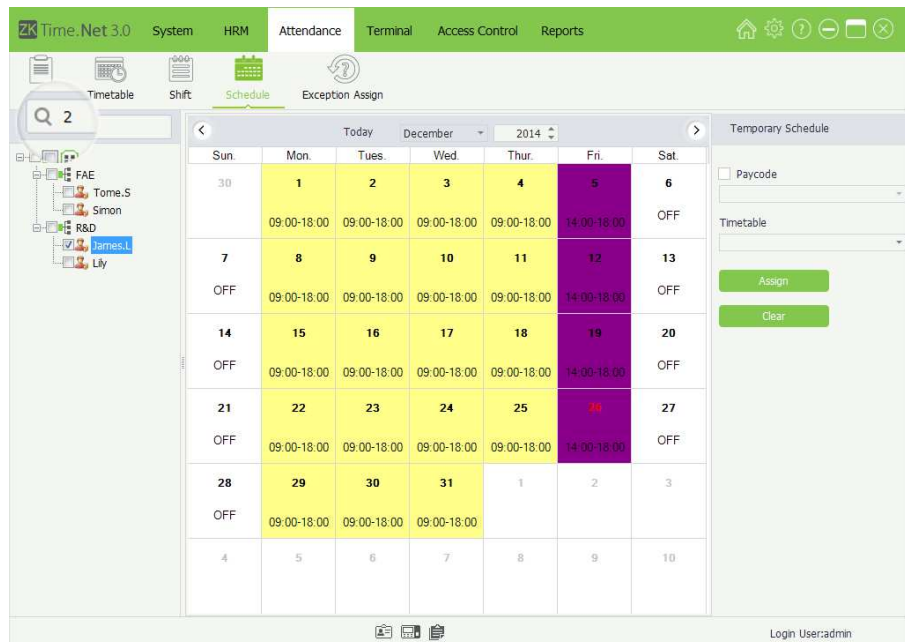 ZKTime.Net 3.0 System HRM Attendance Terminal Access Control Reports
Timetable Shift Schedule Exception Assign
2
FAE
Tome.S
Simon
R&D
James.L
Lily
Today December 2014
Sun. Mon. Tues. Wed. Thur. Fri. Sat.
30 1 2 3 4 5 6
09:00-18:00 09:00-18:00 09:00-18:00 09:00-18:00 14:00-18:00 OFF
7 8 9 10 11 12 13
OFF 09:00-18:00 09:00-18:00 09:00-18:00 09:00-18:00 14:00-18:00 OFF
14 15 16 17 18 19 20
OFF 09:00-18:00 09:00-18:00 09:00-18:00 09:00-18:00 14:00-18:00 OFF
21 22 23 24 25 26 27
OFF 09:00-18:00 09:00-18:00 09:00-18:00 09:00-18:00 14:00-18:00 OFF
28 29 30 31 1 2 3
OFF 09:00-18:00 09:00-18:00 09:00-18:00
4 5 6 7 8 9 10
Temporary Schedule
Paycode
Timetable
Assign
Clear
Login User:admin